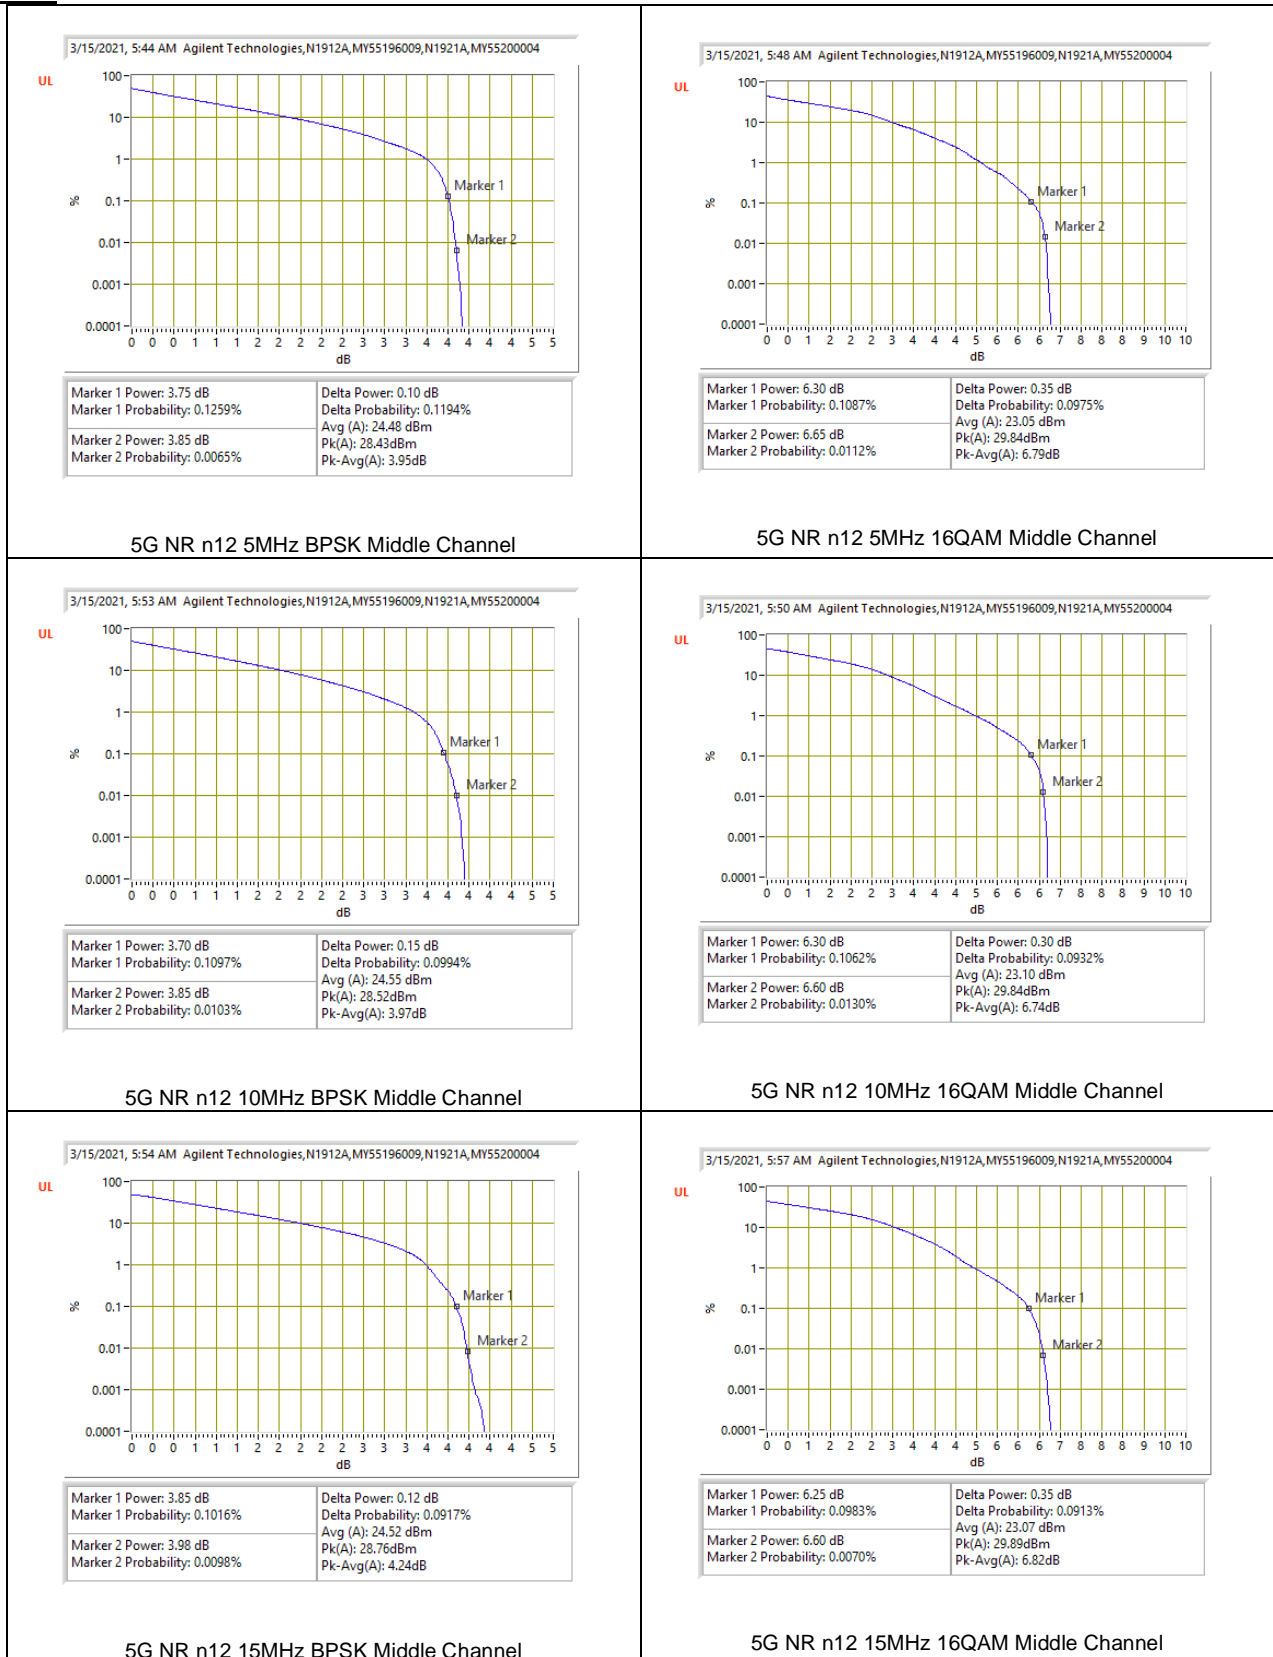 3/15/2021, 5:44 AM Agilent Technologies,N1912A,MY55196009,N1921A,MY55200004
UL
100
10
1
0.1
0.01
0.001
0.0001
%
Marker 1
Marker 2
0 0 0 1 1 1 2 2 2 2 3 3 3 4 4 4 4 4 5 5
dB
Marker 1 Power: 3.75 dB
Marker 1 Probability: 0.1259%
Marker 2 Power: 3.85 dB
Marker 2 Probability: 0.0065%
Delta Power: 0.10 dB
Delta Probability: 0.1194%
Avg (A): 24.48 dBm
Pk(A): 28.43dBm
Pk-Avg(A): 3.95dB
5G NR n12 5MHz BPSK Middle Channel
3/15/2021, 5:48 AM Agilent Technologies,N1912A,MY55196009,N1921A,MY55200004
UL
100
10
1
0.1
0.01
0.001
0.0001
%
Marker 1
Marker 2
0 0 1 2 2 2 3 4 4 4 5 6 6 6 7 8 8 8 9 10 10
dB
Marker 1 Power: 6.30 dB
Marker 1 Probability: 0.1087%
Marker 2 Power: 6.65 dB
Marker 2 Probability: 0.0112%
Delta Power: 0.35 dB
Delta Probability: 0.0975%
Avg (A): 23.05 dBm
Pk(A): 29.84dBm
Pk-Avg(A): 6.79dB
5G NR n12 5MHz 16QAM Middle Channel
3/15/2021, 5:53 AM Agilent Technologies,N1912A,MY55196009,N1921A,MY55200004
UL
100
10
1
0.1
0.01
0.001
0.0001
%
Marker 1
Marker 2
0 0 1 1 1 1 2 2 2 2 2 3 3 3 4 4 4 4 4 5 5
dB
Marker 1 Power: 3.70 dB
Marker 1 Probability: 0.1097%
Marker 2 Power: 3.85 dB
Marker 2 Probability: 0.0103%
Delta Power: 0.15 dB
Delta Probability: 0.0994%
Avg (A): 24.55 dBm
Pk(A): 28.52dBm
Pk-Avg(A): 3.97dB
5G NR n12 10MHz BPSK Middle Channel
3/15/2021, 5:50 AM Agilent Technologies,N1912A,MY55196009,N1921A,MY55200004
UL
100
10
1
0.1
0.01
0.001
0.0001
%
Marker 1
Marker 2
0 0 1 2 2 2 3 4 4 4 5 6 6 6 7 8 8 8 9 10 10
dB
Marker 1 Power: 6.30 dB
Marker 1 Probability: 0.1062%
Marker 2 Power: 6.60 dB
Marker 2 Probability: 0.0130%
Delta Power: 0.30 dB
Delta Probability: 0.0932%
Avg (A): 23.10 dBm
Pk(A): 29.84dBm
Pk-Avg(A): 6.74dB
5G NR n12 10MHz 16QAM Middle Channel
3/15/2021, 5:54 AM Agilent Technologies,N1912A,MY55196009,N1921A,MY55200004
UL
100
10
1
0.1
0.01
0.001
0.0001
%
Marker 1
Marker 2
0 0 0 1 1 1 2 2 2 2 2 3 3 3 4 4 4 4 4 5 5
dB
Marker 1 Power: 3.85 dB
Marker 1 Probability: 0.1016%
Marker 2 Power: 3.98 dB
Marker 2 Probability: 0.0098%
Delta Power: 0.12 dB
Delta Probability: 0.0917%
Avg (A): 24.52 dBm
Pk(A): 28.76dBm
Pk-Avg(A): 4.24dB
5G NR n12 15MHz BPSK Middle Channel
3/15/2021, 5:57 AM Agilent Technologies,N1912A,MY55196009,N1921A,MY55200004
UL
100
10
1
0.1
0.01
0.001
0.0001
%
Marker 1
Marker 2
0 0 1 2 2 2 3 4 4 4 5 6 6 6 7 8 8 8 9 10 10
dB
Marker 1 Power: 6.25 dB
Marker 1 Probability: 0.0983%
Marker 2 Power: 6.60 dB
Marker 2 Probability: 0.0070%
Delta Power: 0.35 dB
Delta Probability: 0.0913%
Avg (A): 23.07 dBm
Pk(A): 29.89dBm
Pk-Avg(A): 6.82dB
5G NR n12 15MHz 16QAM Middle Channel